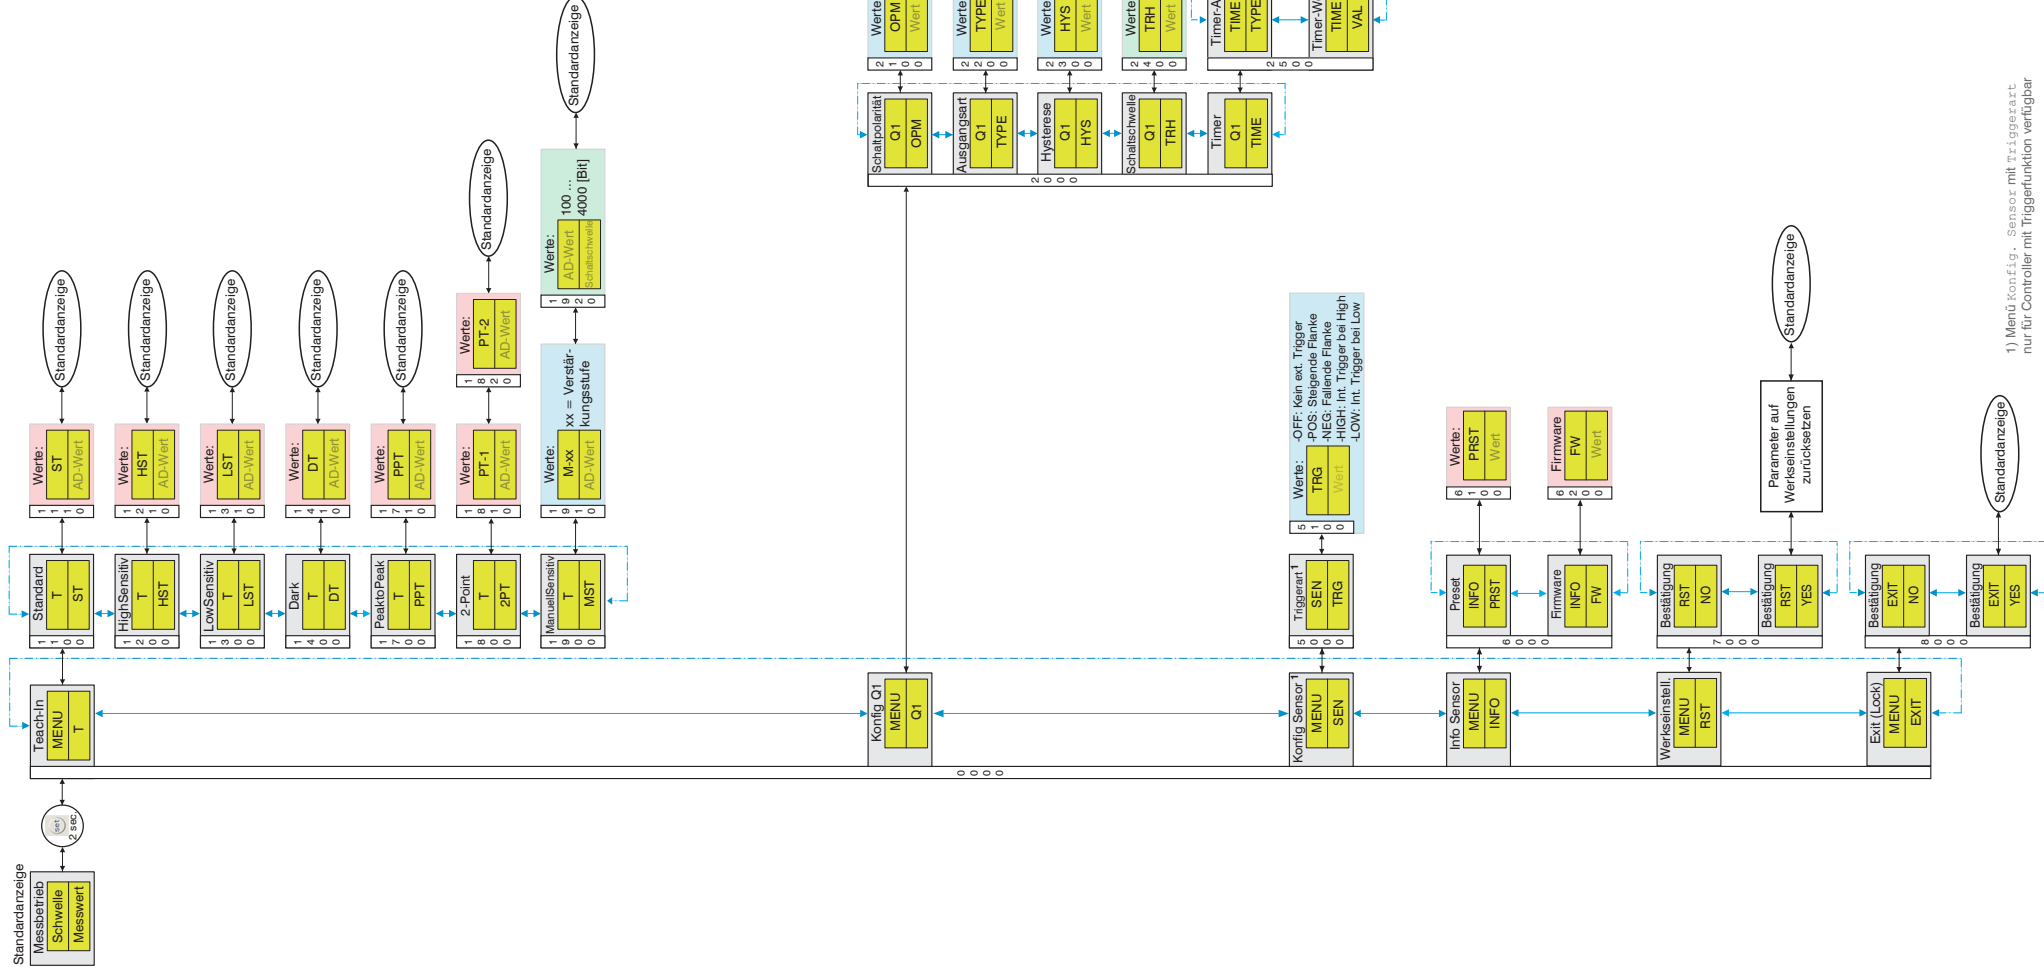 Standardanzeige
Messbetrieb
Schwelle
Messwert
set
2 sec.
0 0 0 0
Teach-In
MENU
T
1 1 0 0
Standard
T
ST
1 1 1 0
Werte:
ST
AD-Wert
Standardanzeige
1 2 0 0
HighSensitiv
T
HST
1 2 1 0
Werte:
HST
AD-Wert
Standardanzeige
1 3 0 0
LowSensitiv
T
LST
1 3 1 0
Werte:
LST
AD-Wert
Standardanzeige
1 4 0 0
Dark
T
DT
1 4 1 0
Werte:
DT
AD-Wert
Standardanzeige
1 7 0 0
PeaktoPeak
T
PPT
1 7 1 0
Werte:
PPT
AD-Wert
Standardanzeige
1 8 0 0
2-Point
T
2PT
1 8 1 0
Werte:
PT-1
AD-Wert
1 8 2 0
Werte:
PT-2
AD-Wert
Standardanzeige
1 9 0 0
ManuellSensitiv
T
MST
1 9 1 0
Werte:
M-xx
AD-Wert
xx = Verstär-
kungsstufe
1 9 2 0
Werte:
AD-Wert
Schaltschwelle
100 ...
4000 [Bit]
Standardanzeige
Konfig Q1
MENU
Q1
2 0 0 0
Schaltpolarität
Q1
OPM
2 1 0 0
Werte
OPM
Wert
Ausgangsart
Q1
TYPE
2 2 0 0
Werte
TYPE
Wert
Hysterese
Q1
HYS
2 3 0 0
Werte
HYS
Wert
Schaltschwelle
Q1
TRH
2 4 0 0
Werte
TRH
Wert
Timer
Q1
TIME
2 5 0 0
Timer-A
TIME
TYPE
Timer-W
TIME
VAL
Konfig Sensor 1
MENU
SEN
5 0 0 0
Triggerart 1
SEN
TRG
5 1 0 0
Werte:
TRG
Wert
-OFF: Kein ext. Trigger
-POS: Steigende Flanke
-NEG: Fallende Flanke
-HIGH: Int. Trigger bei High
-LOW: Int. Trigger bei Low
Info Sensor
MENU
INFO
6 0 0 0
Preset
INFO
PRST
6 1 0 0
Werte:
PRST
Wert
Firmware
INFO
FW
6 2 0 0
Firmware
FW
Wert
Werkseinstell.
MENU
RST
7 0 0 0
Bestätigung
RST
NO
Bestätigung
RST
YES
Parameter auf
Werkseinstellungen
zurücksetzen
Standardanzeige
Exit (Lock)
MENU
EXIT
8 0 0 0
Bestätigung
EXIT
NO
Bestätigung
EXIT
YES
Standardanzeige
1) Menü Konfig. Sensor mit Triggerart
nur für Controller mit Triggerfunktion verfügbar